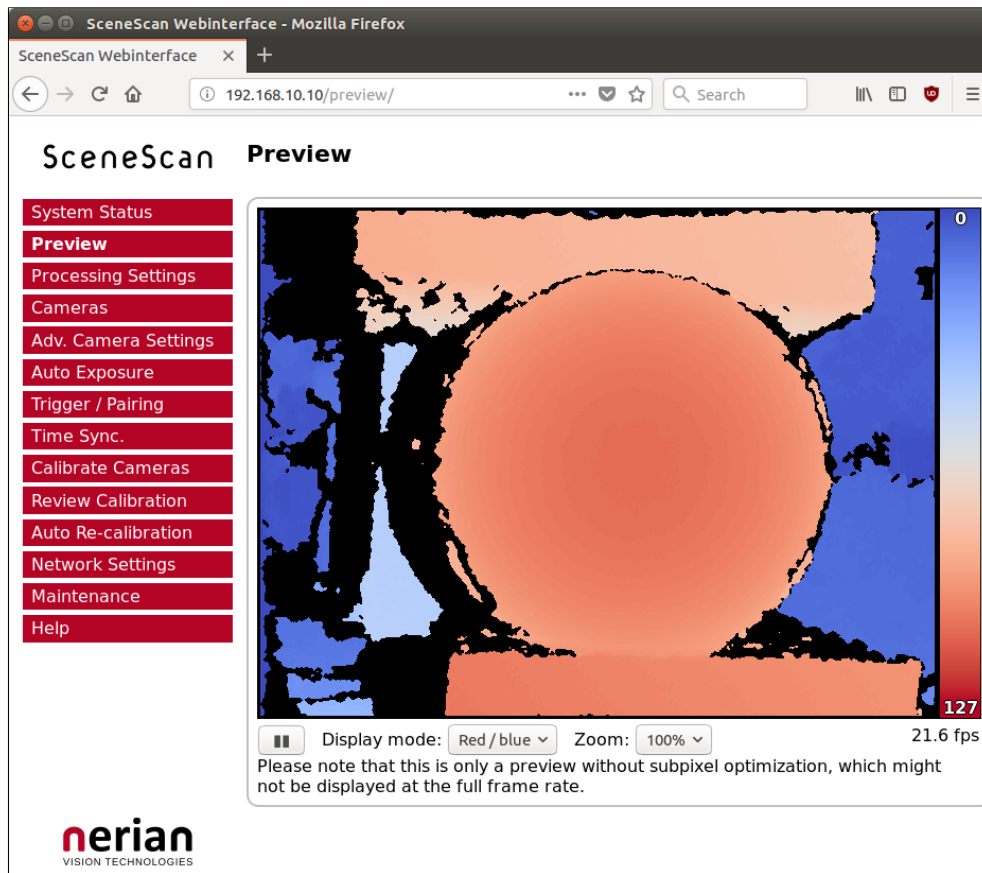 SceneScan Webinterface - Mozilla Firefox
SceneScan Webinterface
192.168.10.10/preview/
Search
SceneScan
Preview
System Status
Preview
Processing Settings
Cameras
Adv. Camera Settings
Auto Exposure
Trigger / Pairing
Time Sync.
Calibrate Cameras
Review Calibration
Auto Re-calibration
Network Settings
Maintenance
Help
0
127
Display mode: Red / blue Zoom: 100% 21.6 fps
Please note that this is only a preview without subpixel optimization, which might
not be displayed at the full frame rate.
nerian
VISION TECHNOLOGIES